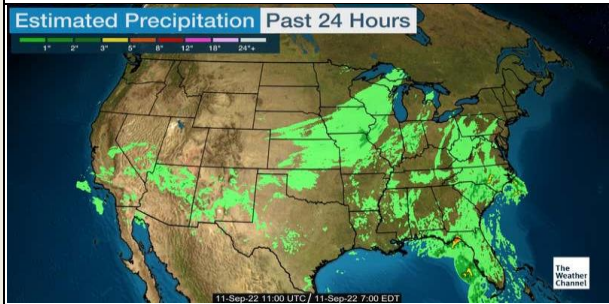 Estimated Precipitation Past 24 Hours
1" 2" 3" 5" 8" 12" 18" 24"+
11-Sep-22 11:00 UTC / 11-Sep-22 7:00 EDT
The
Weather
Channel